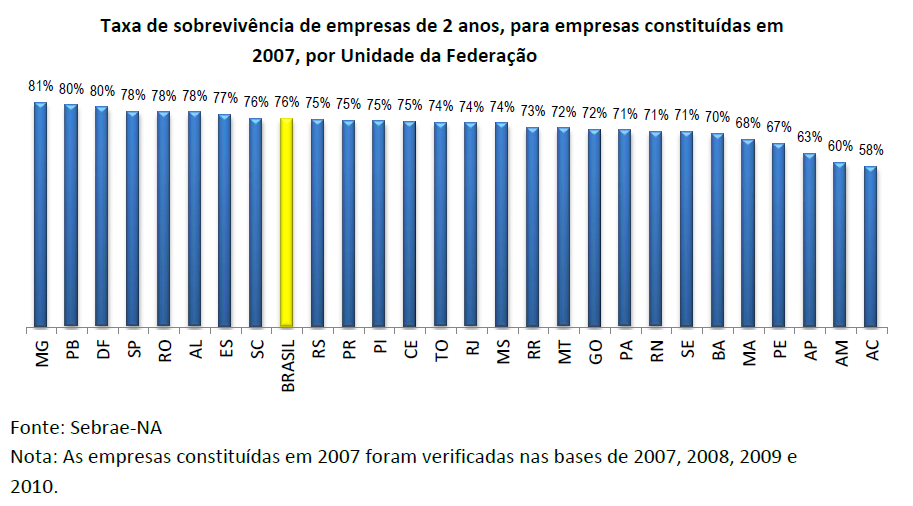 Taxa de sobrevivência de empresas de 2 anos, para empresas constituídas em
2007, por Unidade da Federação
81% 80% 80% 78% 78% 78% 77% 76% 76% 75% 75% 75% 75% 74% 74% 74% 73% 72% 72% 71% 71% 71% 70% 68% 67% 63% 60% 58%
MG PB DF SP RO AL ES SC BRASIL RS PR PI CE TO RJ MS RR MT GO PA RN SE BA MA PE AP AM AC
Fonte: Sebrae-NA
Nota: As empresas constituídas em 2007 foram verificadas nas bases de 2007, 2008, 2009 e
2010.